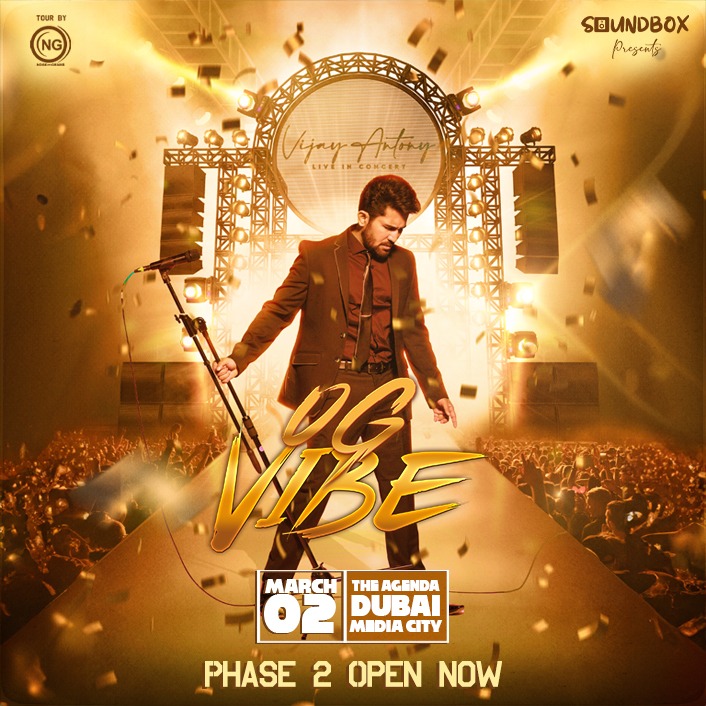 TOUR BY
NG
SOUNDBOX
Presents
Vijay Antony
LIVE IN CONCERT
OG
VIBE
MARCH
02
THE AGENDA
DUBAI
MEDIA CITY
PHASE 2 OPEN NOW